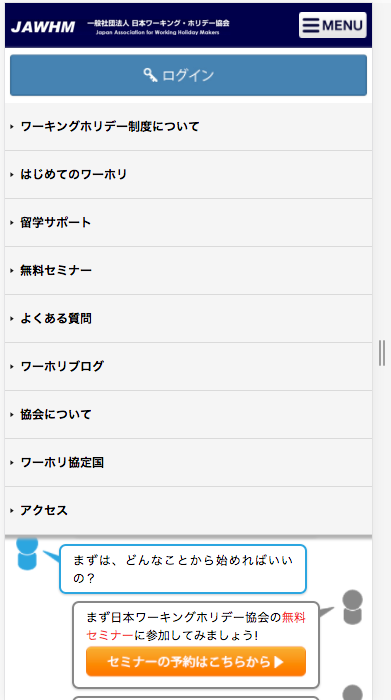 JAWHM 一般社団法人 日本ワーキング・ホリデー協会 MENU
Japan Association for Working Holiday Makers
ログイン
ワーキングホリデー制度について
はじめてのワーホリ
留学サポート
無料セミナー
よくある質問
ワーホリブログ
協会について
ワーホリ協定国
アクセス
まずは、どんなことから始めればいい
の？
まず日本ワーキングホリデー協会の無料
セミナーに参加してみましょう!
セミナーの予約はこちらから▶